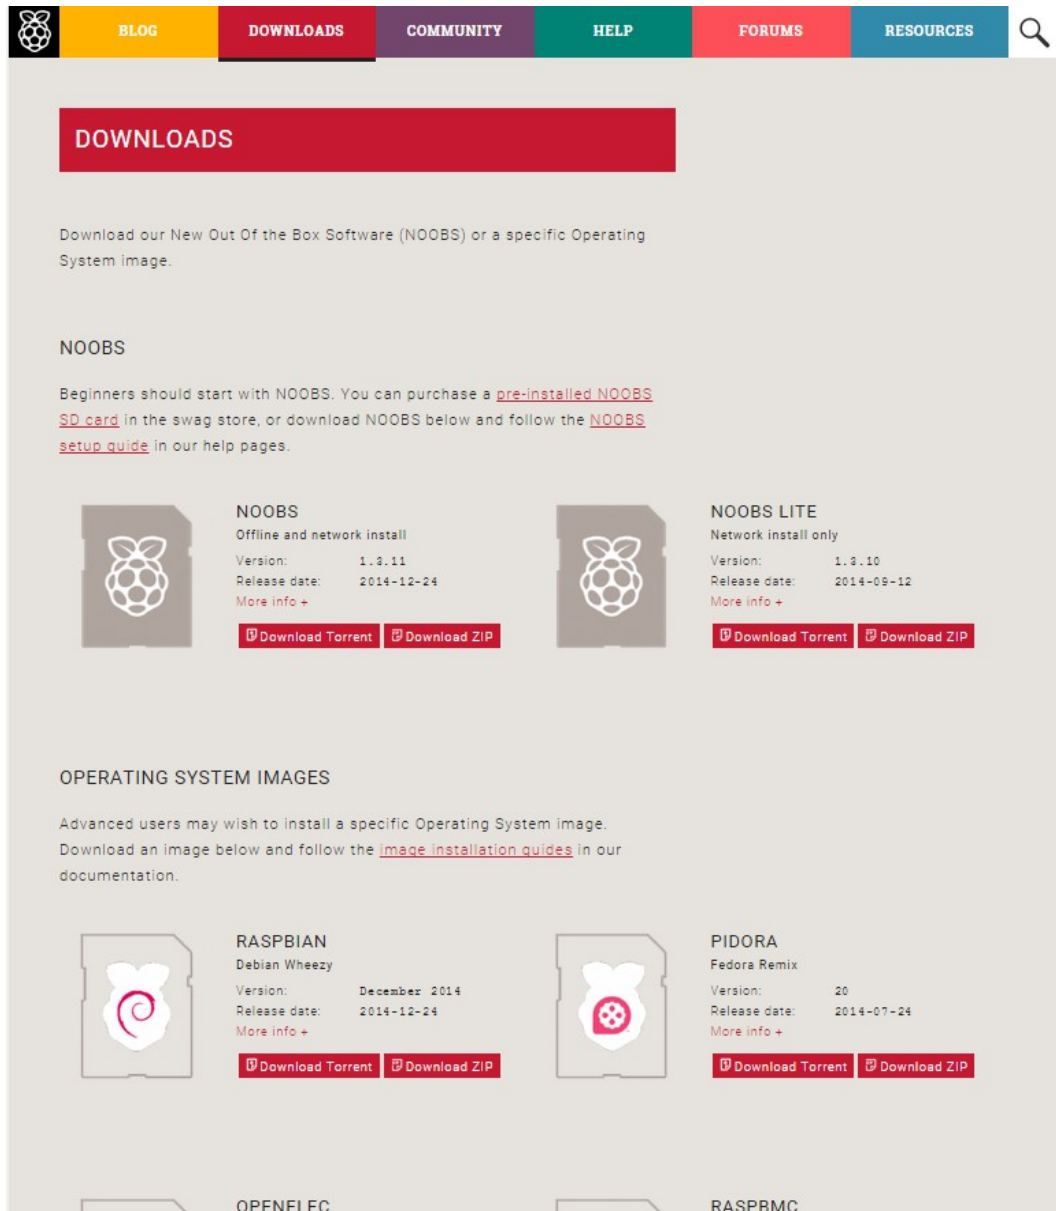 BLOG DOWNLOADS COMMUNITY HELP FORUMS RESOURCES
DOWNLOADS
Download our New Out Of the Box Software (NOOBS) or a specific Operating
System image.
NOOBS
Beginners should start with NOOBS. You can purchase a pre-installed NOOBS
SD card in the swag store, or download NOOBS below and follow the NOOBS
setup guide in our help pages.
NOOBS
Offline and network install
Version: 1.3.11
Release date: 2014-12-24
More info +
Download Torrent Download ZIP
NOOBS LITE
Network install only
Version: 1.3.10
Release date: 2014-09-12
More info +
Download Torrent Download ZIP
OPERATING SYSTEM IMAGES
Advanced users may wish to install a specific Operating System image.
Download an image below and follow the image installation guides in our
documentation.
RASPBIAN
Debian Wheezy
Version: December 2014
Release date: 2014-12-24
More info +
Download Torrent Download ZIP
PIDORA
Fedora Remix
Version: 20
Release date: 2014-07-24
More info +
Download Torrent Download ZIP
OPENELEC
RASPBMC